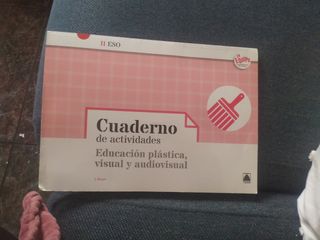 II ESO
Cuaderno
de actividades
Educación plástica,
visual y audiovisual